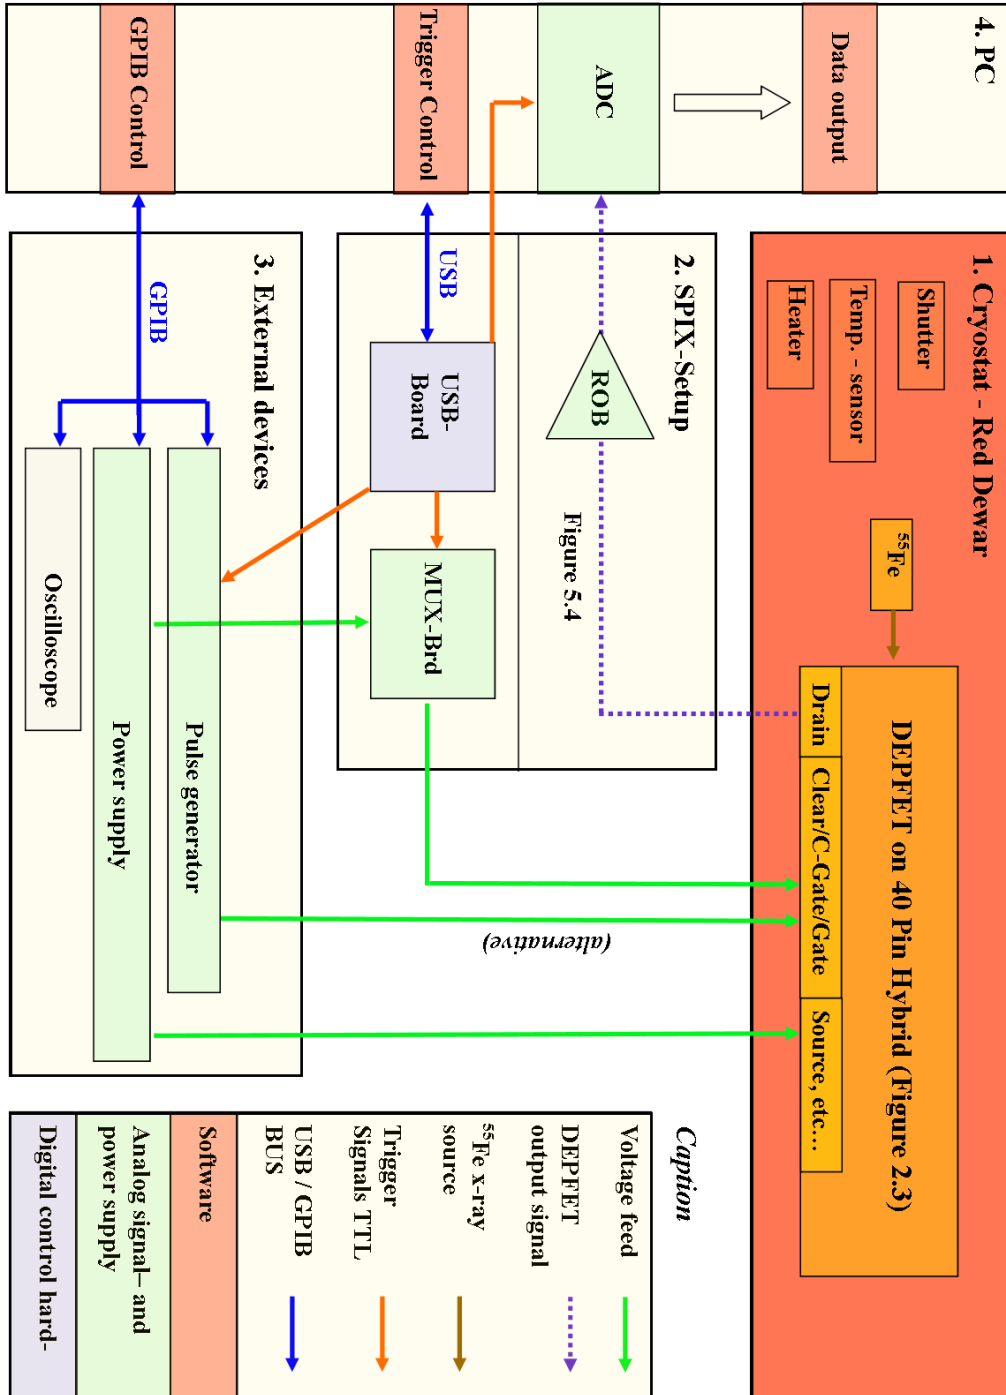 1. Cryostat - Red Dewar
Shutter
Temp. - sensor
Heater
⁵⁵Fe
DEPFET on 40 Pin Hybrid (Figure 2.3)
Drain
Clear/C-Gate/Gate
Source, etc…
2. SPIX-Setup
ROB
Figure 5.4
USB
USB-
Board
MUX-Brd
(alternative)
3. External devices
GPIB
Pulse generator
Power supply
Oscilloscope
4. PC
Data output
ADC
Trigger Control
GPIB Control
Caption
Voltage feed
DEPFET
output signal
⁵⁵Fe x-ray
source
Trigger
Signals TTL
USB / GPIB
BUS
Software
Analog signal– and
power supply
Digital control hard-